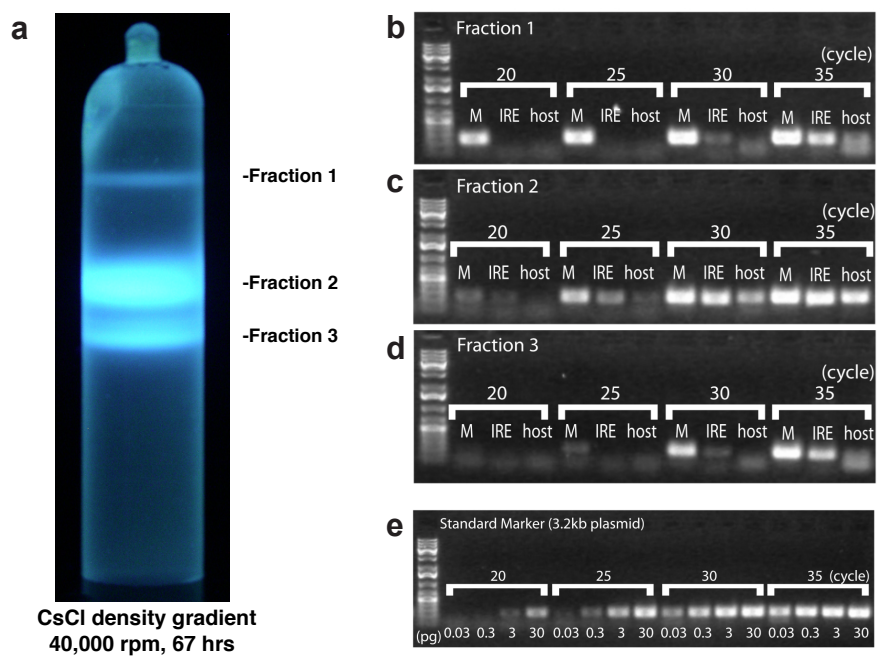 a
-Fraction 1
-Fraction 2
-Fraction 3
CsCl density gradient
40,000 rpm, 67 hrs
b
Fraction 1
(cycle)
20 25 30 35
M IRE host M IRE host M IRE host M IRE host
c
Fraction 2
(cycle)
20 25 30 35
M IRE host M IRE host M IRE host M IRE host
d
Fraction 3
(cycle)
20 25 30 35
M IRE host M IRE host M IRE host M IRE host
e
Standard Marker (3.2kb plasmid)
20 25 30 35 (cycle)
(pg) 0.03 0.3 3 30 0.03 0.3 3 30 0.03 0.3 3 30 0.03 0.3 3 30